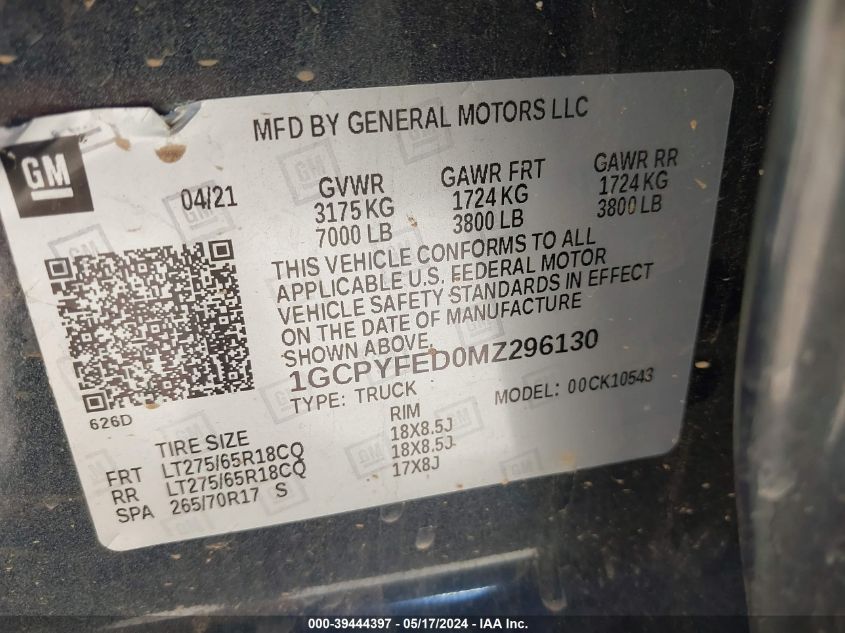 MFD BY GENERAL MOTORS LLC
GM
04/21
GVWR
3175 KG
7000 LB
GAWR FRT
1724 KG
3800 LB
GAWR RR
1724 KG
3800 LB
THIS VEHICLE CONFORMS TO ALL
APPLICABLE U.S. FEDERAL MOTOR
VEHICLE SAFETY STANDARDS IN EFFECT
ON THE DATE OF MANUFACTURE
SHOWN ABOVE.
1GCPYFED0MZ296130
TYPE: TRUCK
MODEL: 00CK10543
626D
TIRE SIZE RIM
FRT LT275/65R18CQ 18X8.5J
RR LT275/65R18CQ 18X8.5J
SPA 265/70R17 S 17X8J
000-39444397 - 05/17/2024 - IAA Inc.